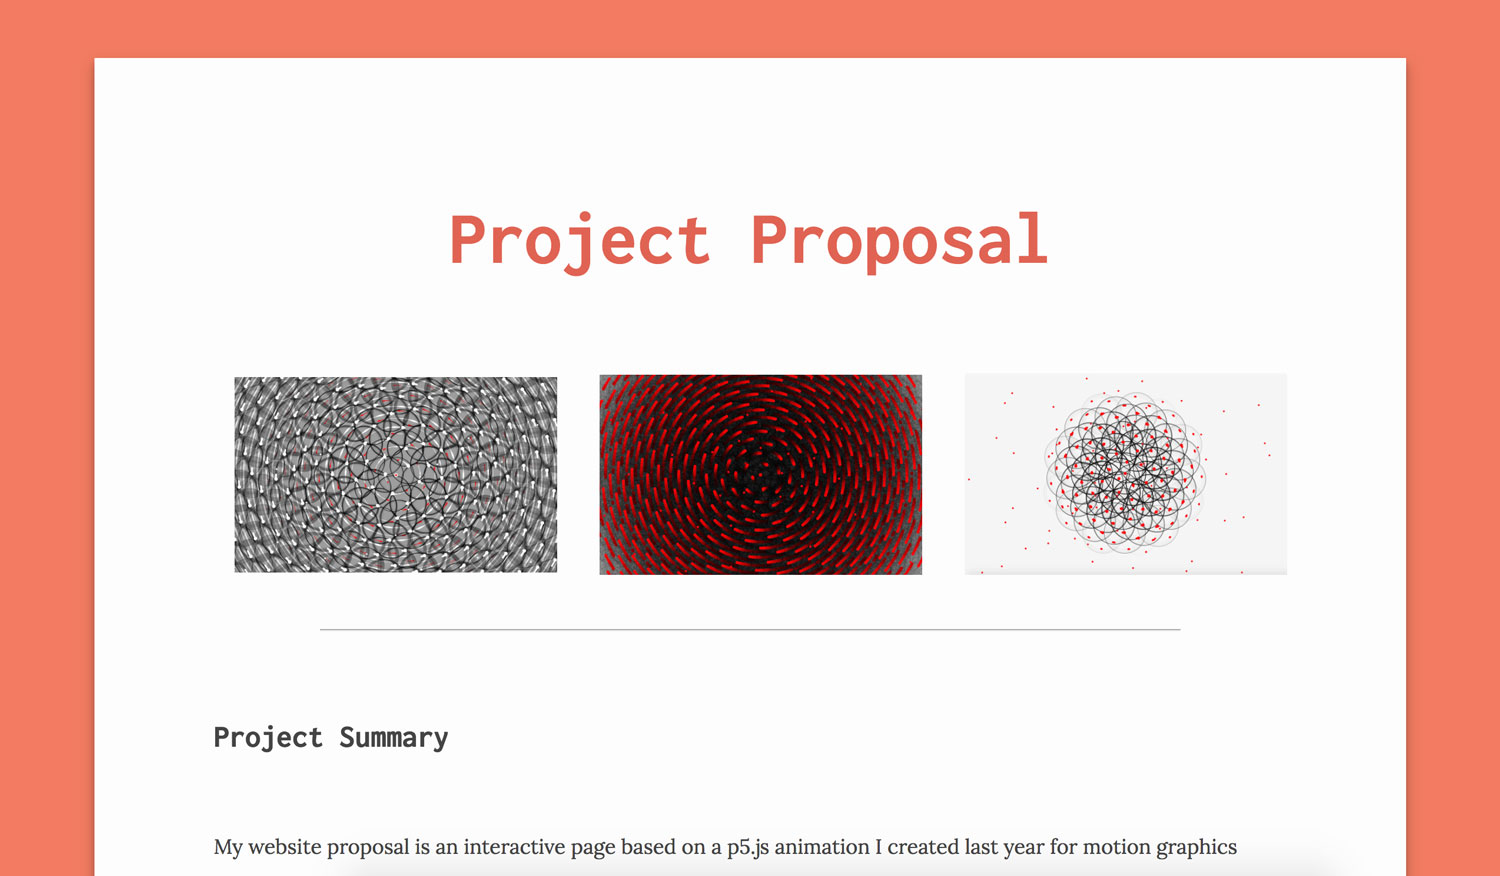 Project Proposal
Project Summary
My website proposal is an interactive page based on a p5.js animation I created last year for motion graphics